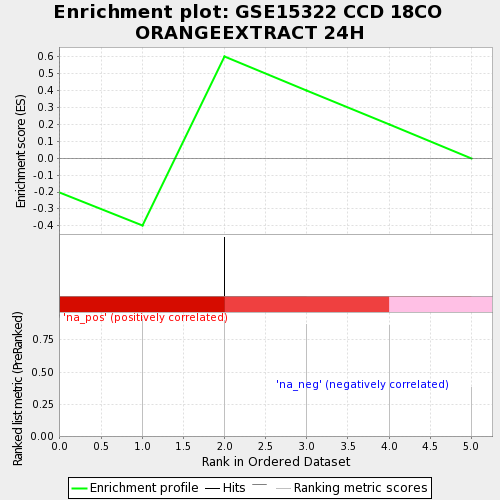 Enrichment plot: GSE15322 CCD 18CO
ORANGEEXTRACT 24H
Enrichment score (ES)
0.6
0.5
0.4
0.3
0.2
0.1
0.0
-0.1
-0.2
-0.3
-0.4
'na_pos' (positively correlated)
'na_neg' (negatively correlated)
Ranked list metric (PreRanked)
0.75
0.50
0.25
0.00
0.0 0.5 1.0 1.5 2.0 2.5 3.0 3.5 4.0 4.5 5.0
Rank in Ordered Dataset
Enrichment profile Hits Ranking metric scores